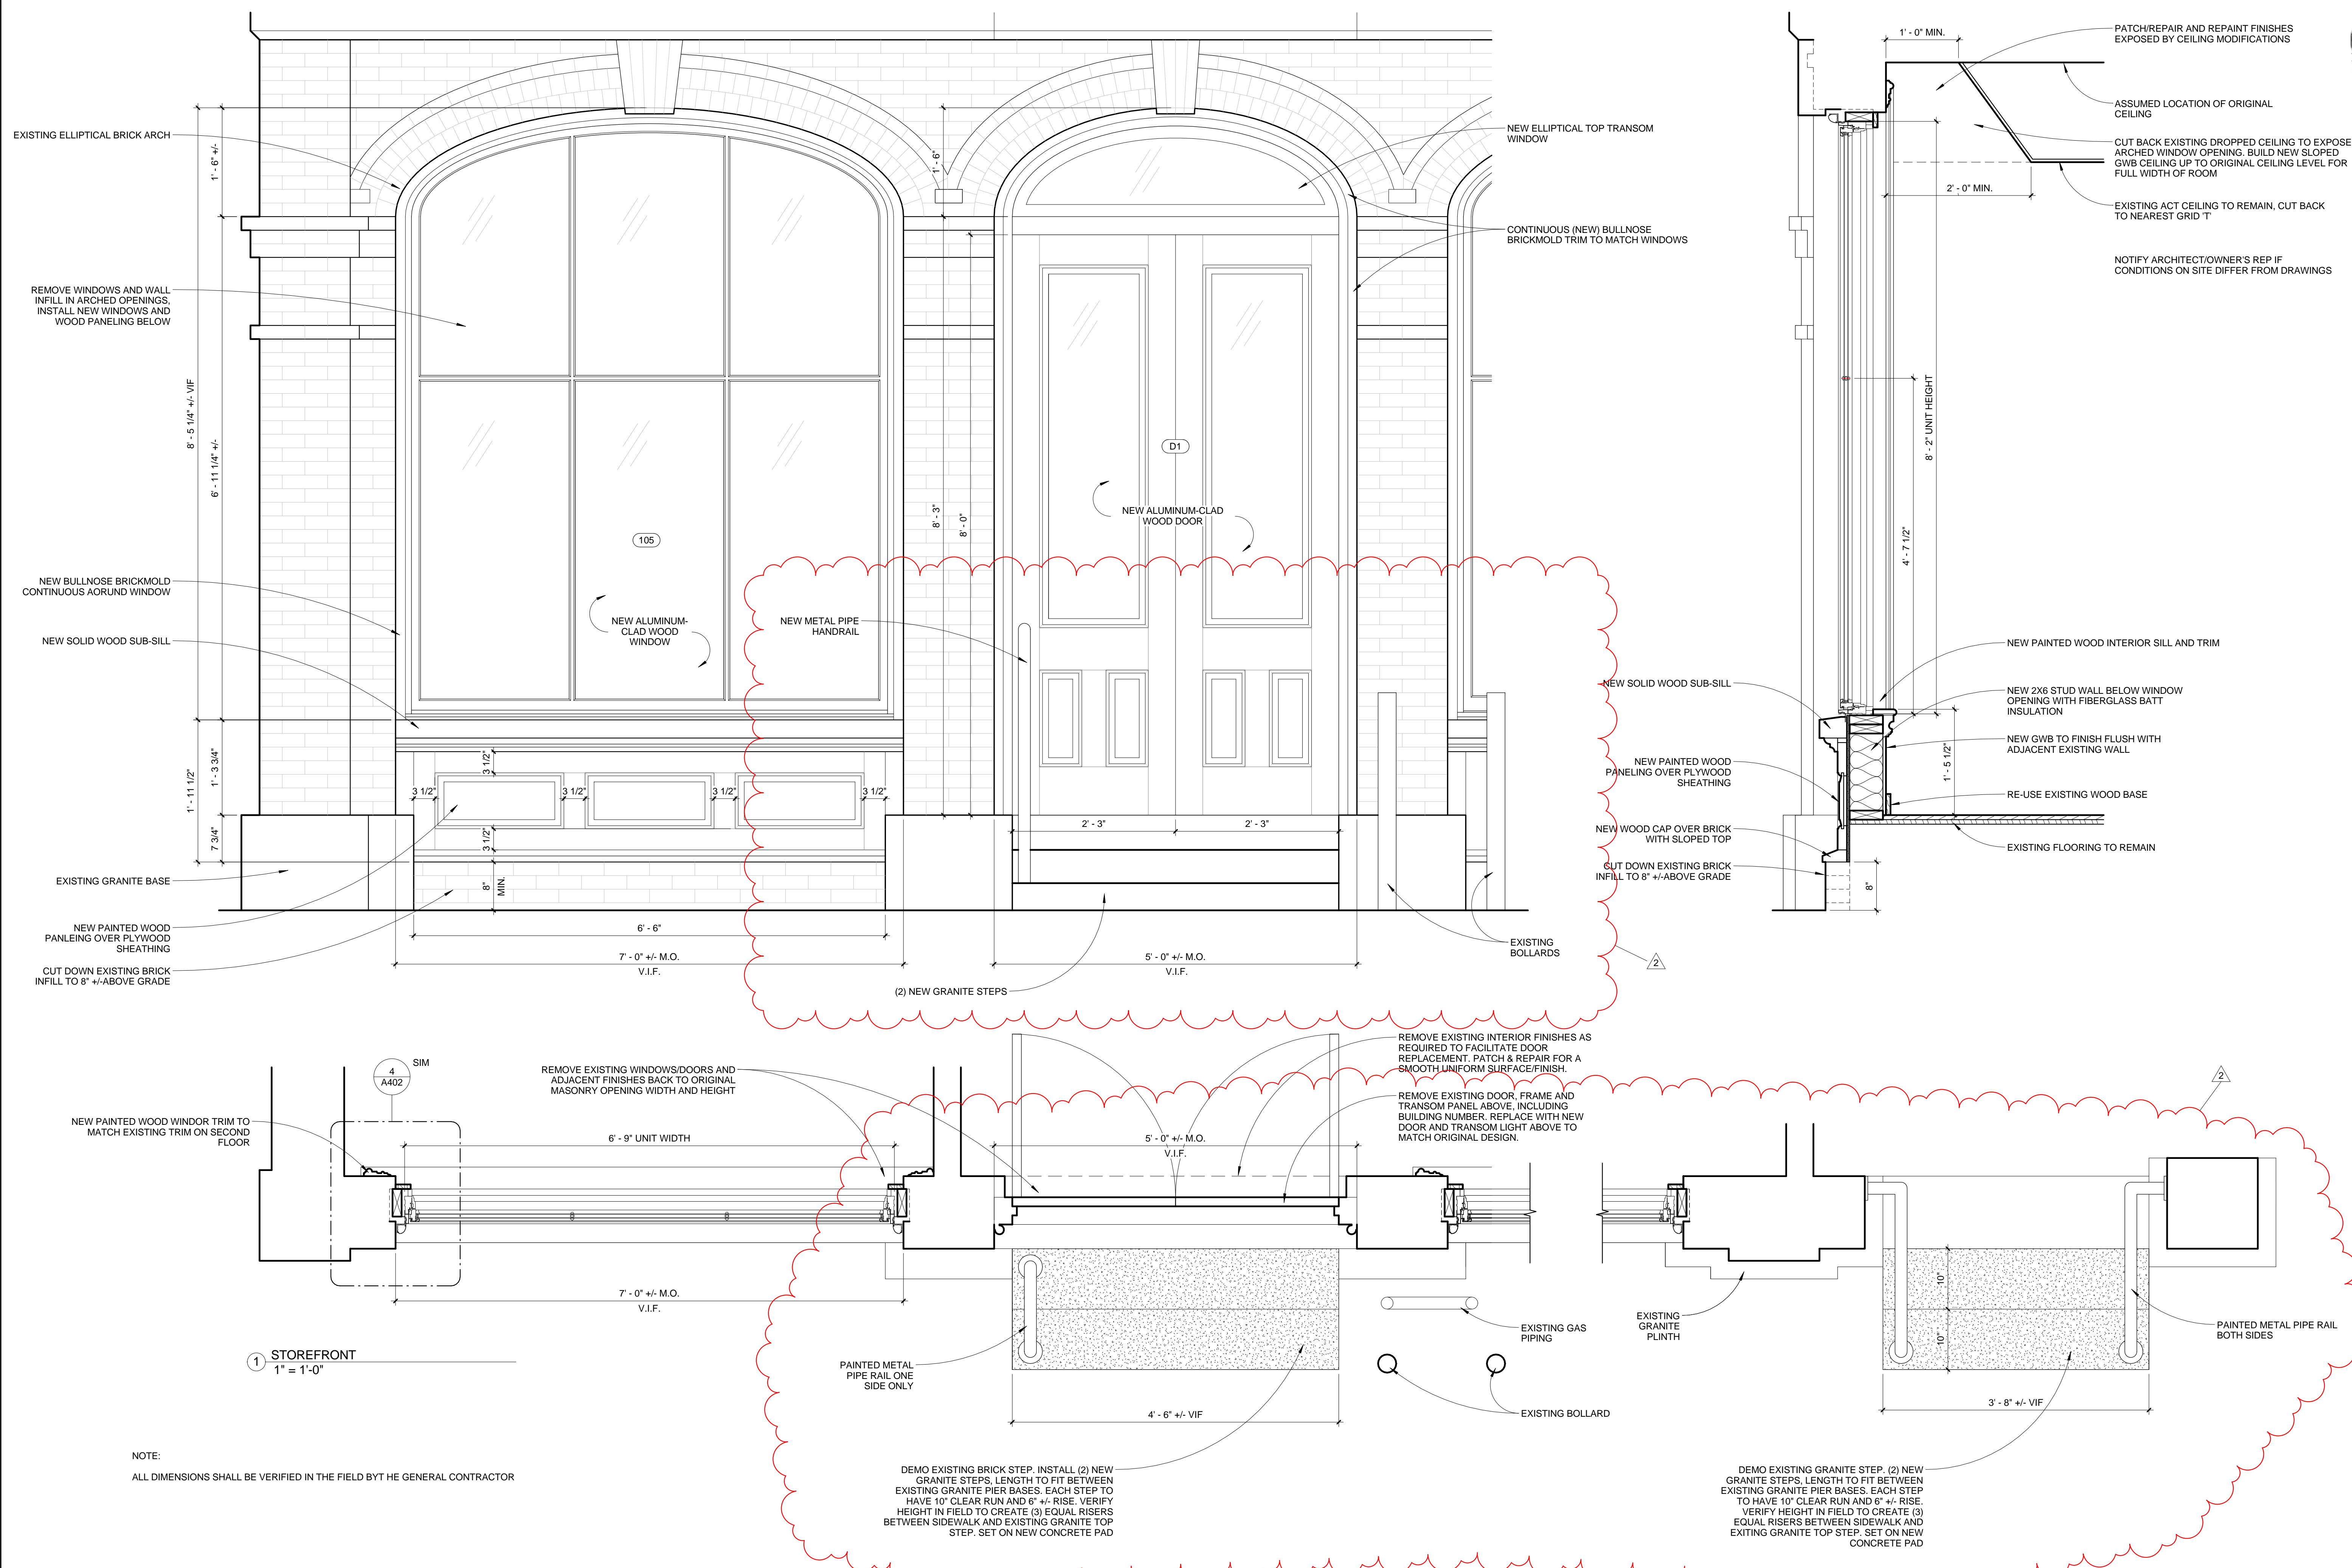 EXISTING ELLIPTICAL BRICK ARCH
1' - 6" +/-
8' - 5 1/4" +/- VIF
6' - 11 1/4" +/-
REMOVE WINDOWS AND WALL
INFILL IN ARCHED OPENINGS,
INSTALL NEW WINDOWS AND
WOOD PANELING BELOW
NEW BULLNOSE BRICKMOLD
CONTINUOUS AORUND WINDOW
NEW SOLID WOOD SUB-SILL
1' - 11 1/2"
1' - 3 3/4"
7 3/4"
EXISTING GRANITE BASE
NEW PAINTED WOOD
PANLEING OVER PLYWOOD
SHEATHING
CUT DOWN EXISTING BRICK
INFILL TO 8" +/-ABOVE GRADE
105
NEW ALUMINUM-
CLAD WOOD
WINDOW
3 1/2"
3 1/2"
3 1/2"
3 1/2"
3 1/2"
3 1/2"
8"
MIN.
6' - 6"
7' - 0" +/- M.O.
V.I.F.
1' - 6"
8' - 3"
8' - 0"
D1
NEW ALUMINUM-CLAD
WOOD DOOR
NEW METAL PIPE
HANDRAIL
2' - 3"
2' - 3"
5' - 0" +/- M.O.
V.I.F.
(2) NEW GRANITE STEPS
NEW ELLIPTICAL TOP TRANSOM
WINDOW
CONTINUOUS (NEW) BULLNOSE
BRICKMOLD TRIM TO MATCH WINDOWS
EXISTING
BOLLARDS
2
1' - 0" MIN.
PATCH/REPAIR AND REPAINT FINISHES
EXPOSED BY CEILING MODIFICATIONS
ASSUMED LOCATION OF ORIGINAL
CEILING
CUT BACK EXISTING DROPPED CEILING TO EXPOSE
ARCHED WINDOW OPENING. BUILD NEW SLOPED
GWB CEILING UP TO ORIGINAL CEILING LEVEL FOR
FULL WIDTH OF ROOM
2' - 0" MIN.
EXISTING ACT CEILING TO REMAIN, CUT BACK
TO NEAREST GRID 'T'
NOTIFY ARCHITECT/OWNER'S REP IF
CONDITIONS ON SITE DIFFER FROM DRAWINGS
8' - 2" UNIT HEIGHT
4' - 7 1/2"
NEW PAINTED WOOD INTERIOR SILL AND TRIM
NEW SOLID WOOD SUB-SILL
NEW 2X6 STUD WALL BELOW WINDOW
OPENING WITH FIBERGLASS BATT
INSULATION
NEW GWB TO FINISH FLUSH WITH
ADJACENT EXISTING WALL
1' - 5 1/2"
NEW PAINTED WOOD
PANELING OVER PLYWOOD
SHEATHING
RE-USE EXISTING WOOD BASE
NEW WOOD CAP OVER BRICK
WITH SLOPED TOP
EXISTING FLOORING TO REMAIN
CUT DOWN EXISTING BRICK
INFILL TO 8" +/-ABOVE GRADE
8"
4
A402
SIM
NEW PAINTED WOOD WINDOR TRIM TO
MATCH EXISTING TRIM ON SECOND
FLOOR
REMOVE EXISTING WINDOWS/DOORS AND
ADJACENT FINISHES BACK TO ORIGINAL
MASONRY OPENING WIDTH AND HEIGHT
6' - 9" UNIT WIDTH
7' - 0" +/- M.O.
V.I.F.
REMOVE EXISTING INTERIOR FINISHES AS
REQUIRED TO FACILITATE DOOR
REPLACEMENT. PATCH & REPAIR FOR A
SMOOTH UNIFORM SURFACE/FINISH.
REMOVE EXISTING DOOR, FRAME AND
TRANSOM PANEL ABOVE, INCLUDING
BUILDING NUMBER. REPLACE WITH NEW
DOOR AND TRANSOM LIGHT ABOVE TO
MATCH ORIGINAL DESIGN.
5' - 0" +/- M.O.
V.I.F.
2
PAINTED METAL
PIPE RAIL ONE
SIDE ONLY
EXISTING GAS
PIPING
EXISTING BOLLARD
4' - 6" +/- VIF
EXISTING
GRANITE
PLINTH
10"
10"
PAINTED METAL PIPE RAIL
BOTH SIDES
3' - 8" +/- VIF
1
STOREFRONT
1" = 1'-0"
NOTE:
ALL DIMENSIONS SHALL BE VERIFIED IN THE FIELD BYT HE GENERAL CONTRACTOR
DEMO EXISTING BRICK STEP. INSTALL (2) NEW
GRANITE STEPS, LENGTH TO FIT BETWEEN
EXISTING GRANITE PIER BASES. EACH STEP TO
HAVE 10" CLEAR RUN AND 6" +/- RISE. VERIFY
HEIGHT IN FIELD TO CREATE (3) EQUAL RISERS
BETWEEN SIDEWALK AND EXISTING GRANITE TOP
STEP. SET ON NEW CONCRETE PAD
DEMO EXISTING GRANITE STEP. (2) NEW
GRANITE STEPS, LENGTH TO FIT BETWEEN
EXISTING GRANITE PIER BASES. EACH STEP
TO HAVE 10" CLEAR RUN AND 6" +/- RISE.
VERIFY HEIGHT IN FIELD TO CREATE (3)
EQUAL RISERS BETWEEN SIDEWALK AND
EXITING GRANITE TOP STEP. SET ON NEW
CONCRETE PAD